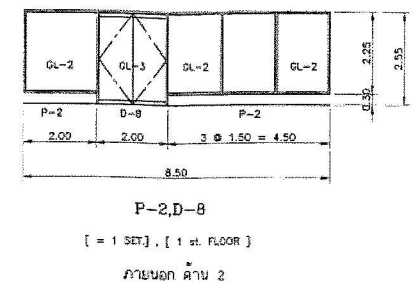 GL-2 GL-3 GL-2 GL-2
2.25
2.55
0.30
P-2 D-8 P-2
2.00 2.00 3 @ 1.50 = 4.50
8.50
P-2,D-8
[ = 1 SET.] , [ 1 st. FLOOR ]
ภายนอก ด้าน 2